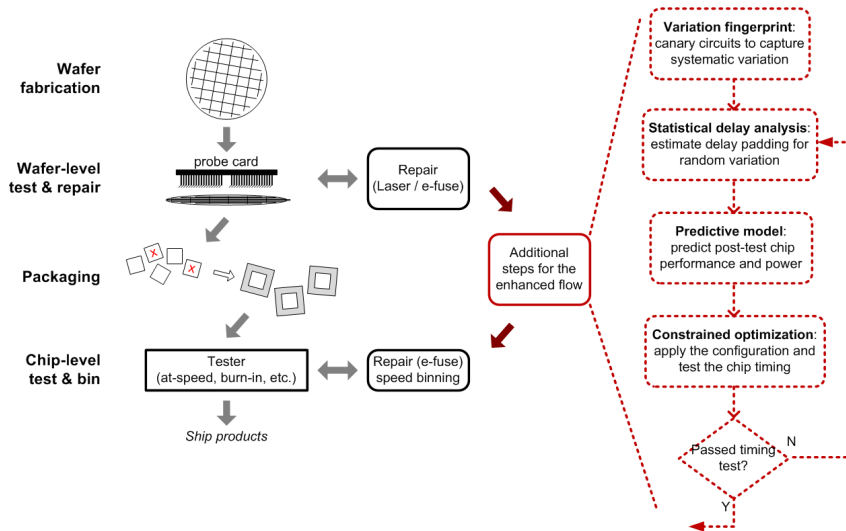 Wafer
fabrication
Wafer-level
test & repair
probe card
Repair
(Laser / e-fuse)
Packaging
X
X
Additional
steps for the
enhanced flow
Chip-level
test & bin
Tester
(at-speed, burn-in, etc.)
Repair (e-fuse)
speed binning
Ship products
Variation fingerprint:
canary circuits to capture
systematic variation
Statistical delay analysis:
estimate delay padding for
random variation
Predictive model:
predict post-test chip
performance and power
Constrained optimization:
apply the configuration and
test the chip timing
Passed timing
test?
N
Y